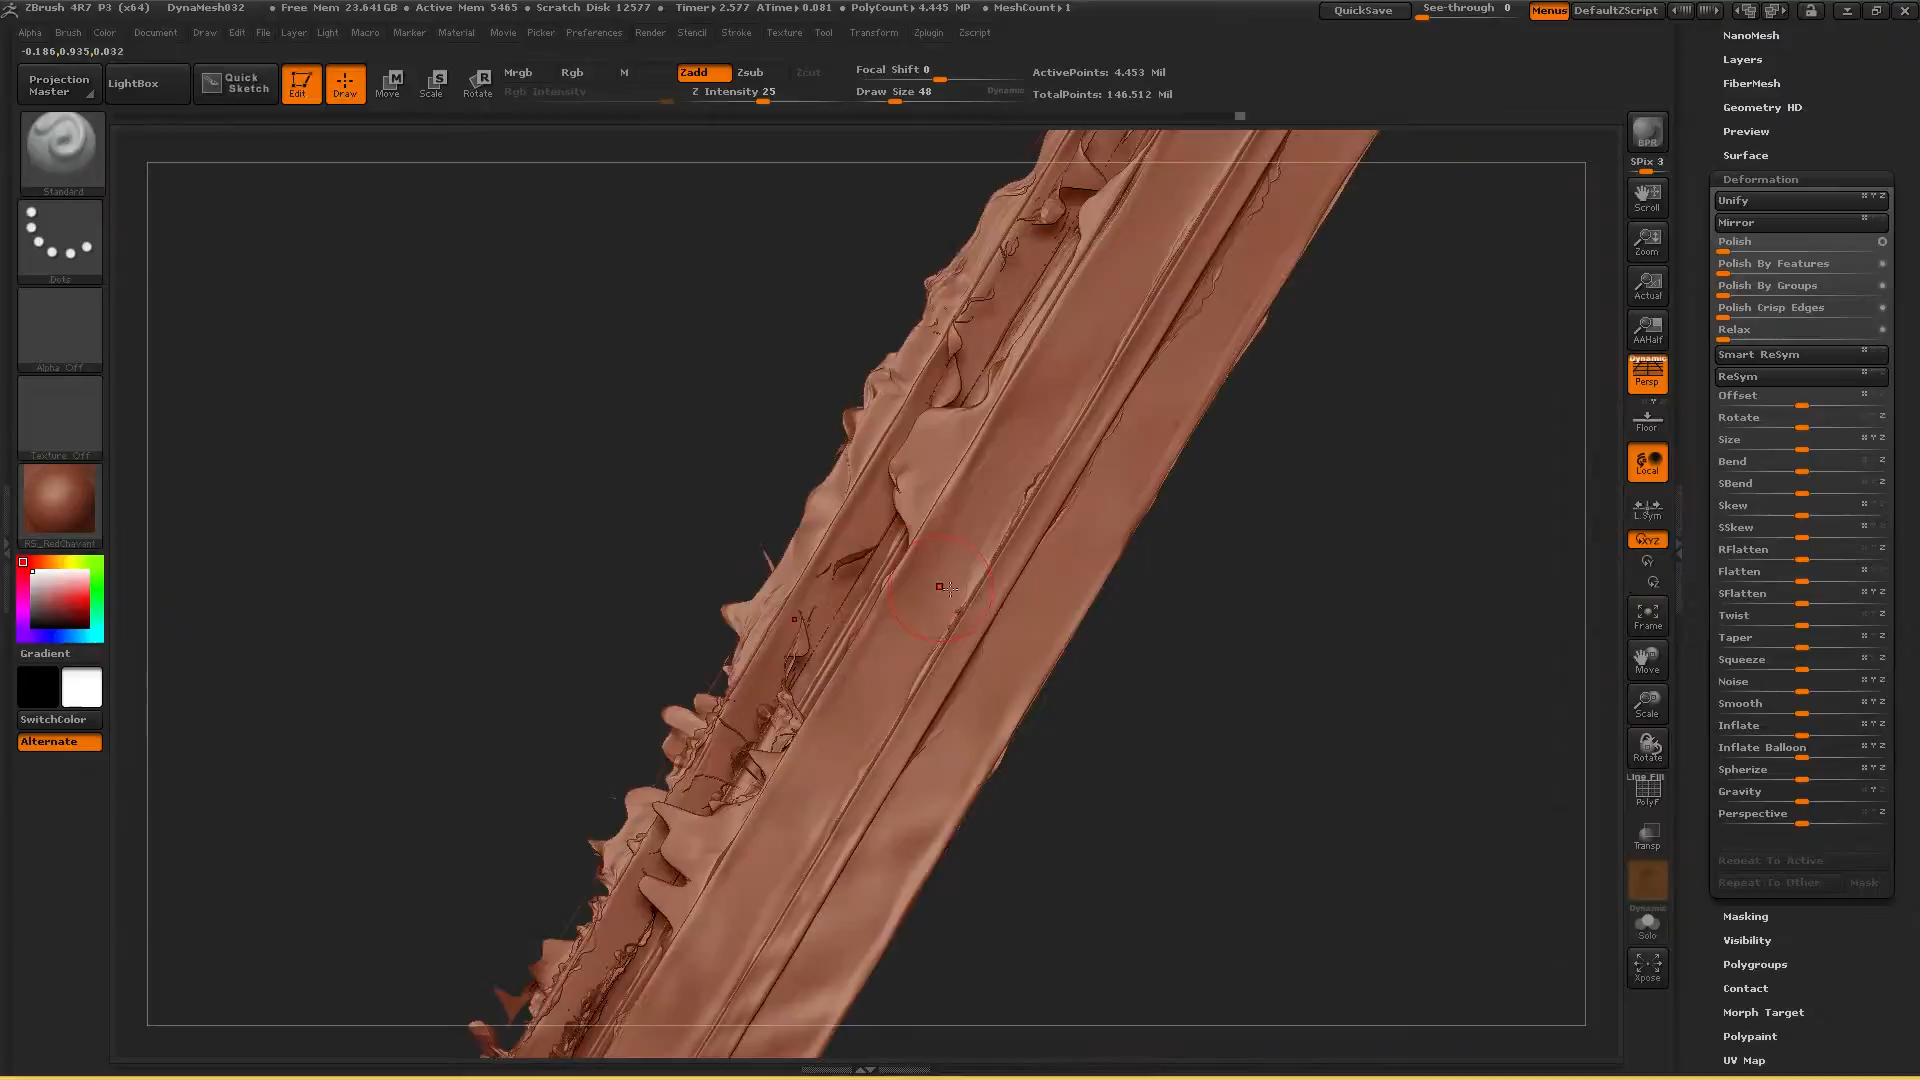 ZBrush 4R7 P3 (x64) DynaMesh032 • Free Mem 23.641GB • Active Mem 5465 • Scratch Disk 12577 • Timer▸2.577 ATime▸0.081 • PolyCount▸4.445 MP • MeshCount▸1 QuickSave See-through 0 Menus DefaultZScript
Alpha Brush Color Document Draw Edit File Layer Light Macro Marker Material Movie Picker Preferences Render Stencil Stroke Texture Tool Transform Zplugin Zscript
-0.186,0.935,0.032
Projection Master LightBox Quick Sketch Edit Draw Move Scale Rotate
Mrgb Rgb M Zadd Zsub Zcut Focal Shift 0 ActivePoints: 4.453 Mil
Rgb Intensity Z Intensity 25 Draw Size 48 Dynamic TotalPoints: 146.512 Mil
Standard
Dots
Alpha Off
Texture Off
RS_RedChavant
Gradient
SwitchColor
Alternate
BPR
SPix 3
Scroll
Zoom
Actual
AAHalf
Dynamic
Persp
Floor
Local
L.Sym
XYZ
Frame
Move
Scale
Rotate
Line Fill
PolyF
Transp
Dynamic
Solo
Xpose
NanoMesh
Layers
FiberMesh
Geometry HD
Preview
Surface
Deformation
Unify
Mirror
Polish
Polish By Features
Polish By Groups
Polish Crisp Edges
Relax
Smart ReSym
ReSym
Offset
Rotate
Size
Bend
SBend
Skew
SSkew
RFlatten
Flatten
SFlatten
Twist
Taper
Squeeze
Noise
Smooth
Inflate
Inflate Balloon
Spherize
Gravity
Perspective
Repeat To Active
Repeat To Other Mask
Masking
Visibility
Polygroups
Contact
Morph Target
Polypaint
UV Map